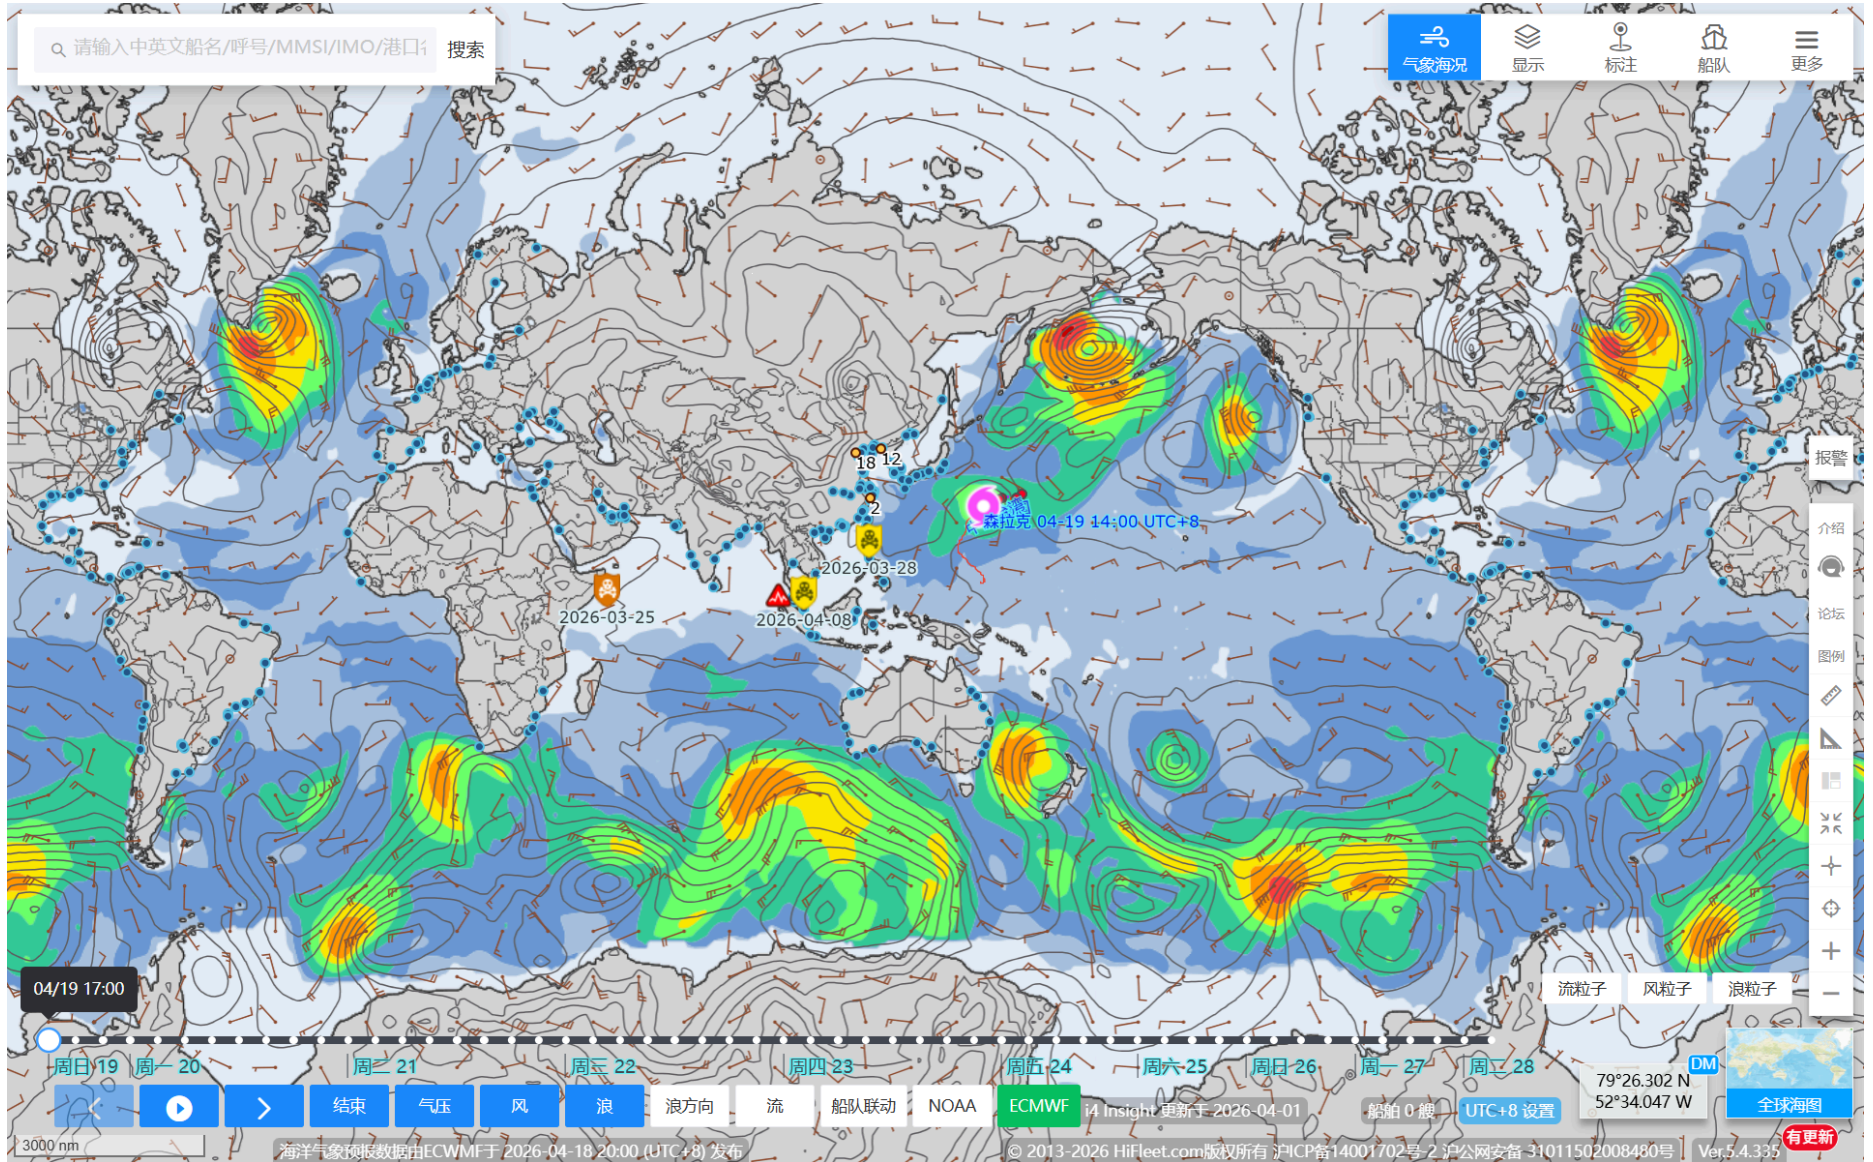 请输入中英文船名/呼号/MMSI/IMO/港口
搜索
气象海况
显示
标注
船队
更多
报警
18 12
2
森拉克 04-19 14:00 UTC+8
2026-03-28
2026-03-25
2026-04-08
介绍
论坛
图例
04/19 17:00
流粒子
风粒子
浪粒子
周日 19
周一 20
周二 21
周三 22
周四 23
周五 24
周六 25
周日 26
周一 27
周二 28
结束
气压
风
浪
浪方向
流
船队联动
NOAA
ECMWF
i4 Insight 更新于 2026-04-01
船舶 0 艘
UTC+8 设置
79°26.302 N
52°34.047 W
DM
全球海图
有更新
3000 nm
海洋气象预报数据由ECWMF于 2026-04-18 20:00 (UTC+8) 发布
© 2013-2026 HiFleet.com版权所有 沪ICP备14001702号-2 沪公网安备 31011502008480号
Ver.5.4.335